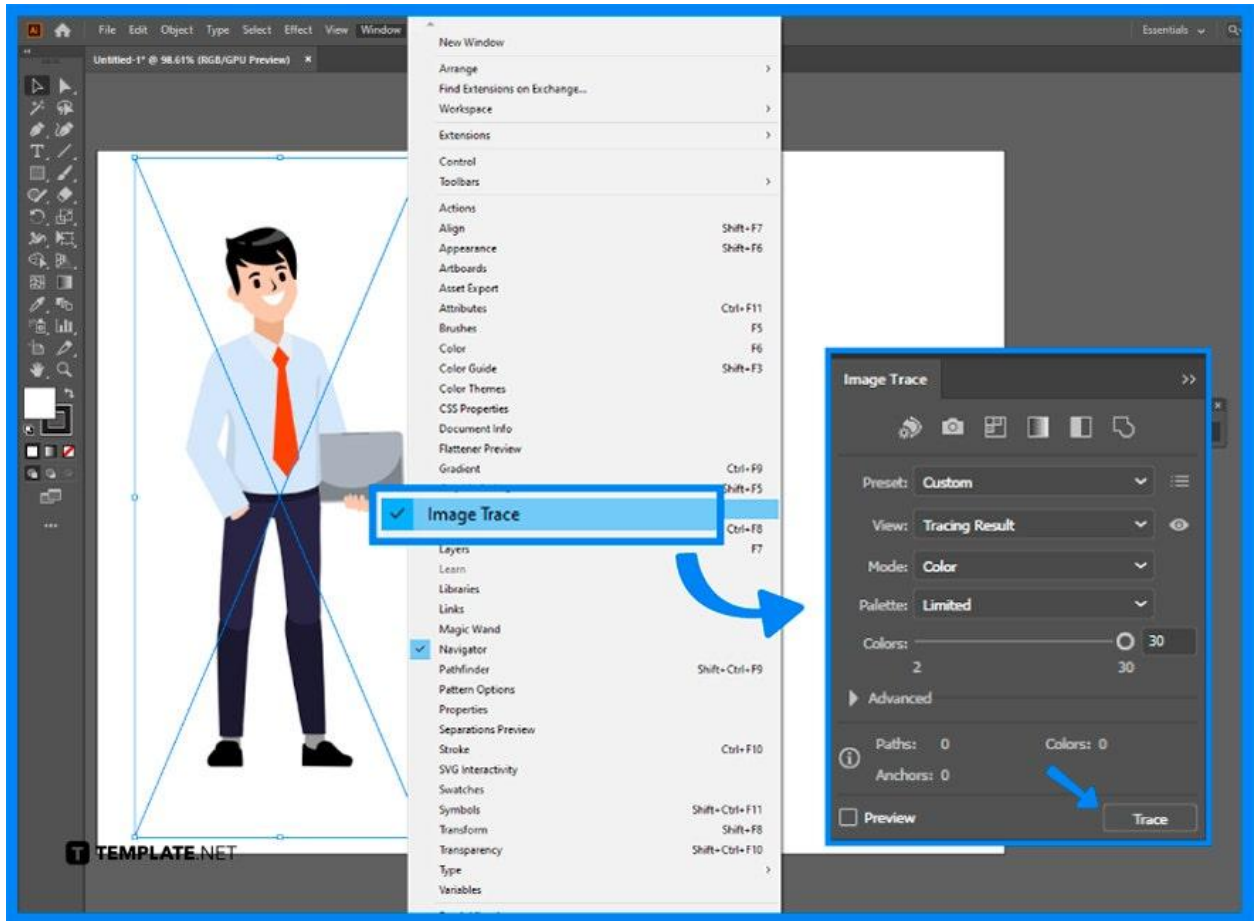 Ai
File Edit Object Type Select Effect View Window
Essentials
Untitled-1* @ 98.61% (RGB/GPU Preview) ×
New Window
Arrange
Find Extensions on Exchange...
Workspace
Extensions
Control
Toolbars
Actions
Align Shift+F7
Appearance Shift+F6
Artboards
Asset Export
Attributes Ctrl+F11
Brushes F5
Color F6
Color Guide Shift+F3
Color Themes
CSS Properties
Document Info
Flattener Preview
Gradient Ctrl+F9
Shift+F5
Image Trace
Ctrl+F8
Layers F7
Learn
Libraries
Links
Magic Wand
Navigator
Pathfinder Shift+Ctrl+F9
Pattern Options
Properties
Separations Preview
Stroke Ctrl+F10
SVG Interactivity
Swatches
Symbols Shift+Ctrl+F11
Transform Shift+F8
Transparency Shift+Ctrl+F10
Type
Variables
Image Trace
Preset: Custom
View: Tracing Result
Mode: Color
Palette: Limited
Colors: 30
2 30
Advanced
Paths: 0 Colors: 0
Anchors: 0
Preview Trace
T TEMPLATE.NET